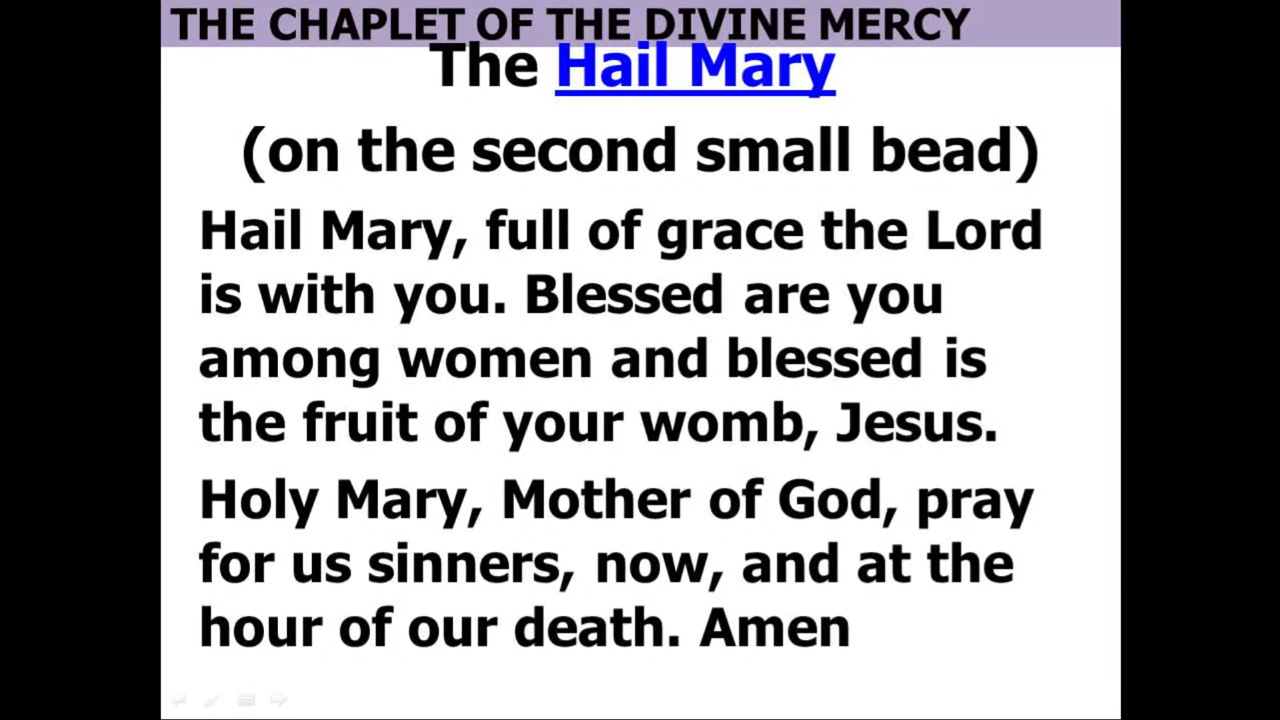 THE CHAPLET OF THE DIVINE MERCY
The Hail Mary
(on the second small bead)
Hail Mary, full of grace the Lord
is with you. Blessed are you
among women and blessed is
the fruit of your womb, Jesus.
Holy Mary, Mother of God, pray
for us sinners, now, and at the
hour of our death. Amen